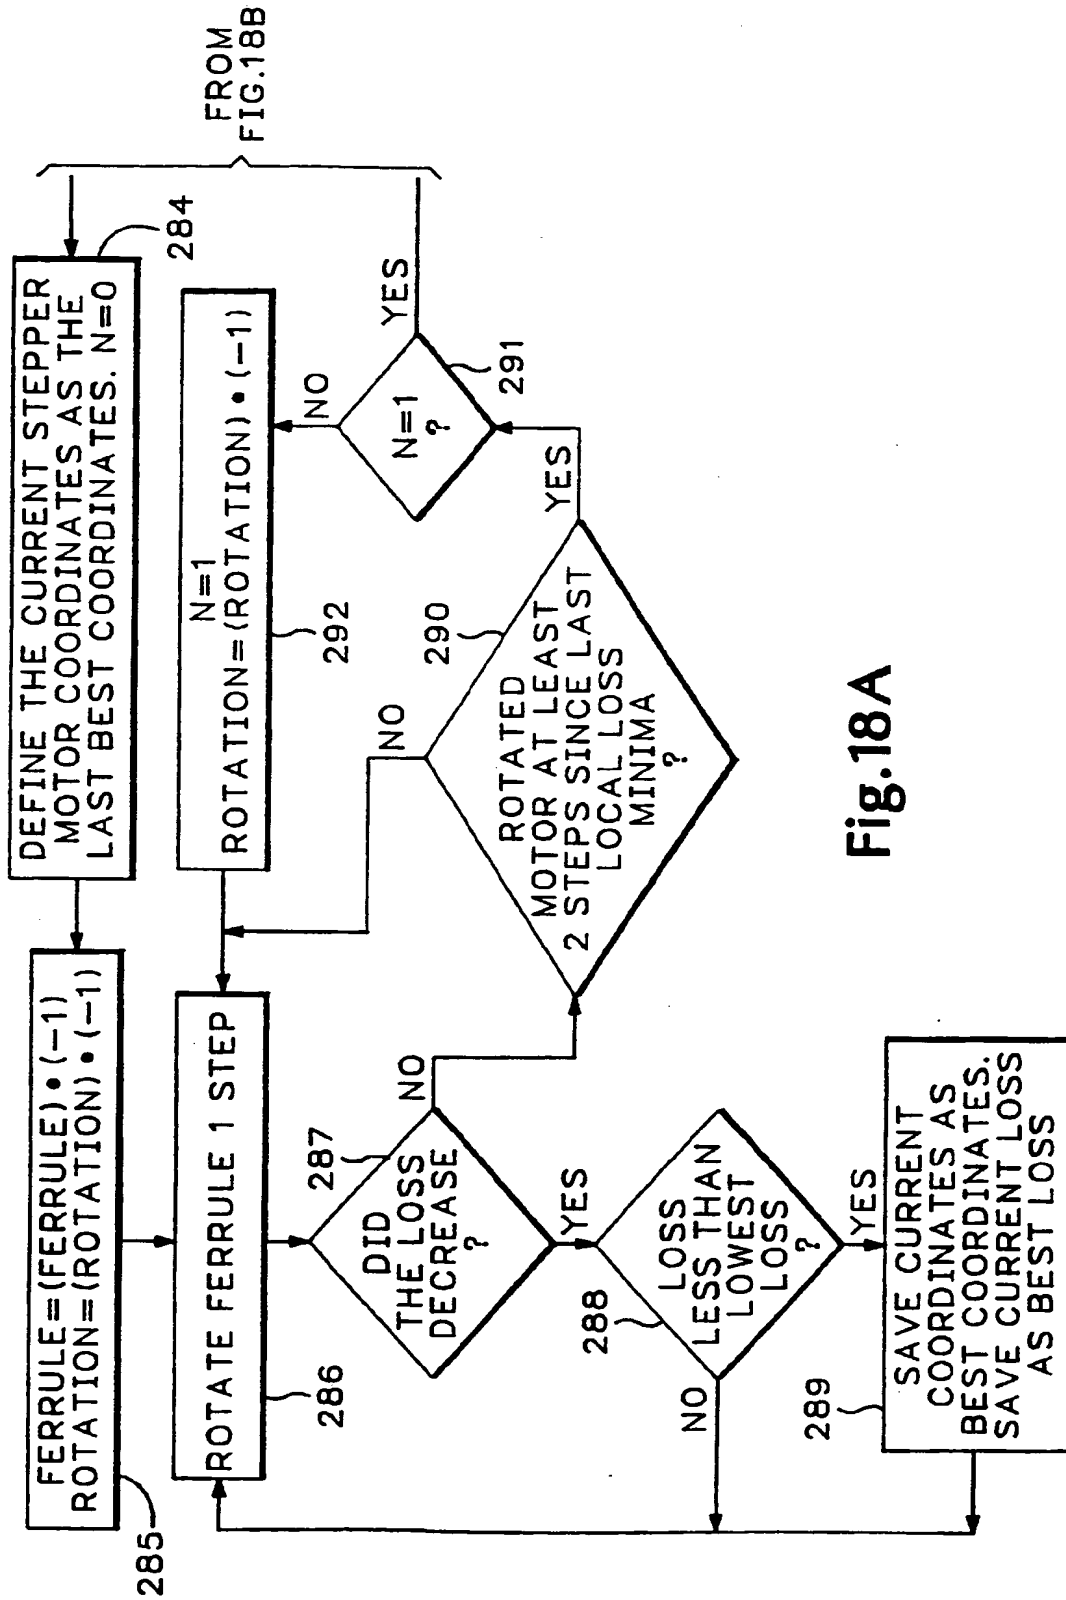 FROM
FIG.18B
DEFINE THE CURRENT STEPPER
MOTOR COORDINATES AS THE
LAST BEST COORDINATES. N=0
284
FERRULE=(FERRULE)•(-1)
ROTATION=(ROTATION)•(-1)
285
N=1
ROTATION=(ROTATION)•(-1)
292
ROTATE FERRULE 1 STEP
286
DID
THE LOSS
DECREASE
?
287
NO
YES
ROTATED
MOTOR AT LEAST
2 STEPS SINCE LAST
LOCAL LOSS
MINIMA
?
290
NO
YES
N=1
?
291
NO
YES
LOSS
LESS THAN
LOWEST
LOSS
?
288
NO
YES
SAVE CURRENT
COORDINATES AS
BEST COORDINATES.
SAVE CURRENT LOSS
AS BEST LOSS
289
Fig.18A